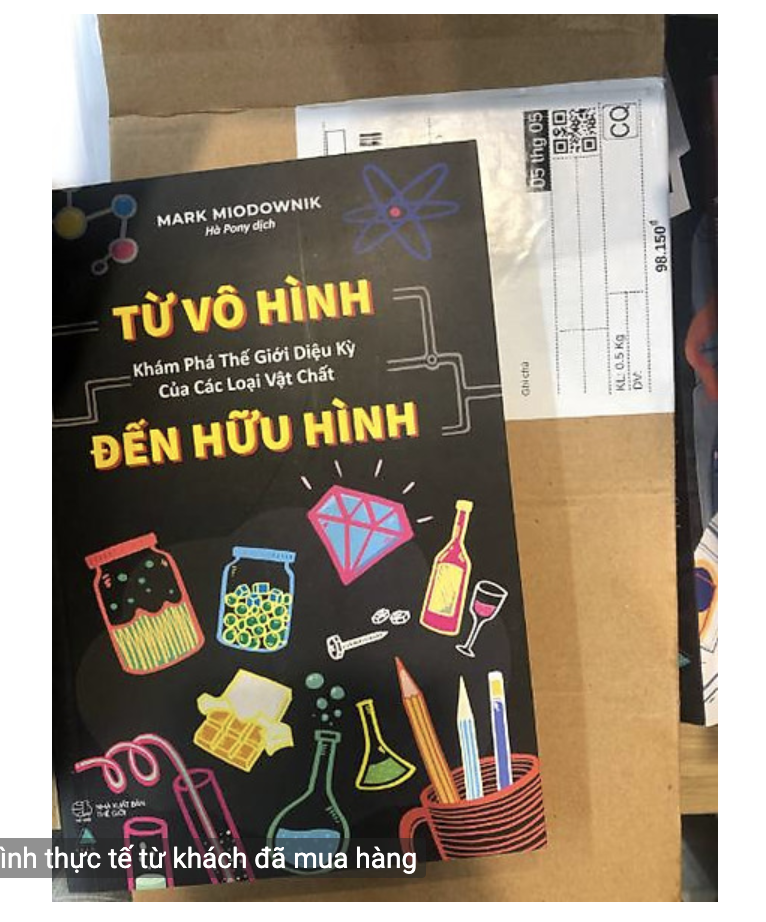 MARK MIODOWNIK
Hà Pony dịch
TỪ VÔ HÌNH
Khám Phá Thế Giới Diệu Kỳ
Của Các Loại Vật Chất
ĐẾN HỮU HÌNH
NHÀ XUẤT BẢN
THẾ GIỚI
05 thg 05
CQ
98.150₫
Ghi chú
KL: 0.5 Kg
DV:
ình thực tế từ khách đã mua hàng